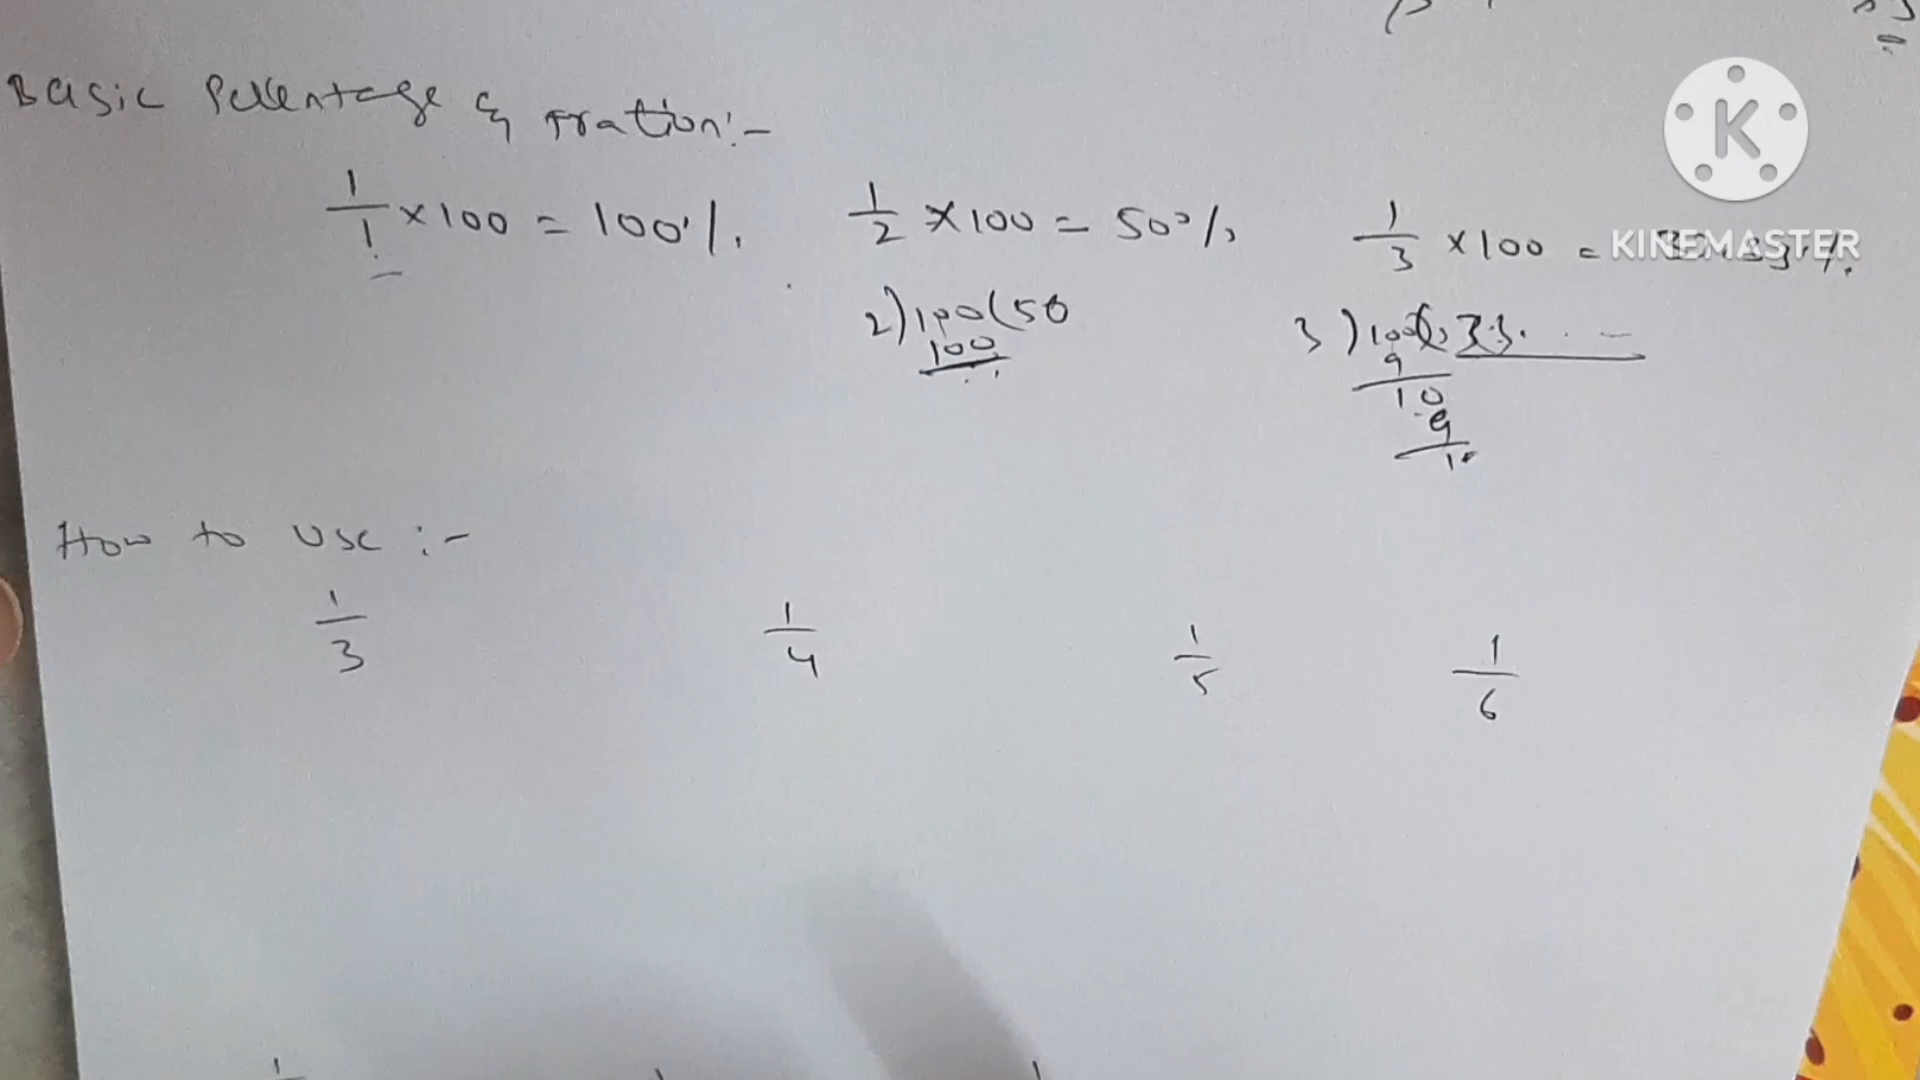 Basic Percentage & Fration:-
1/1 × 100 = 100%. 1/2 × 100 = 50% 1/3 × 100 =
KINEMASTER
2)100(50
100
3)100(33.
9
10
9
10
How to Use :-
1/3 1/4 1/5 1/6